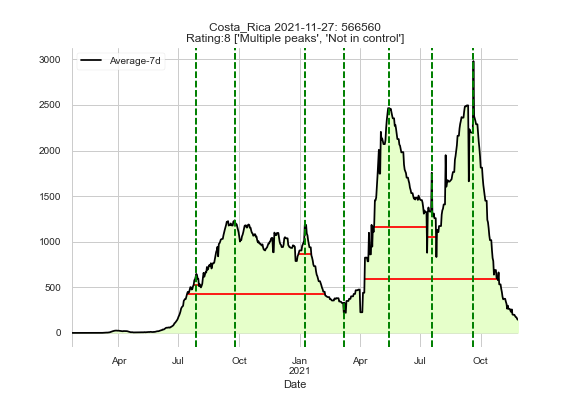 Costa_Rica 2021-11-27: 566560
Rating:8 ['Multiple peaks', 'Not in control']
Average-7d
3000
2500
2000
1500
1000
500
0
Apr Jul Oct Jan Apr Jul Oct
2021
Date